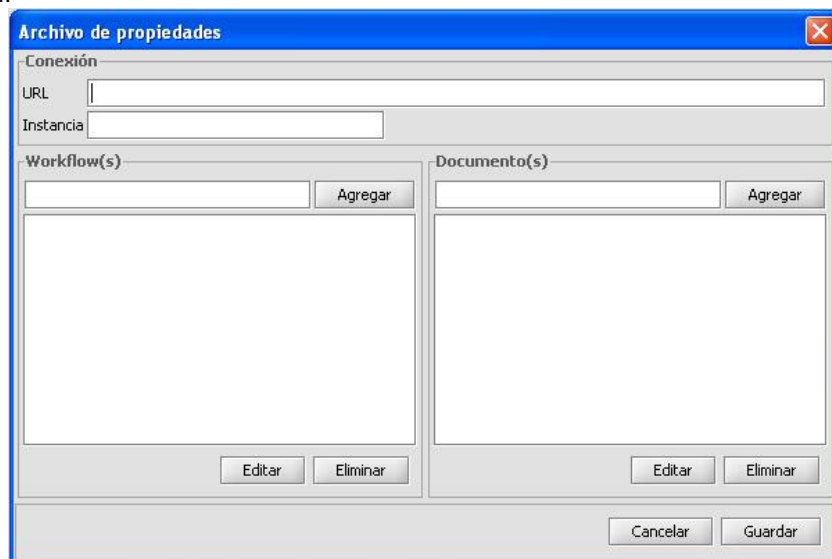 Archivo de propiedades
Conexión
URL
Instancia
Workflow(s)
Agregar
Editar Eliminar
Documento(s)
Agregar
Editar Eliminar
Cancelar Guardar